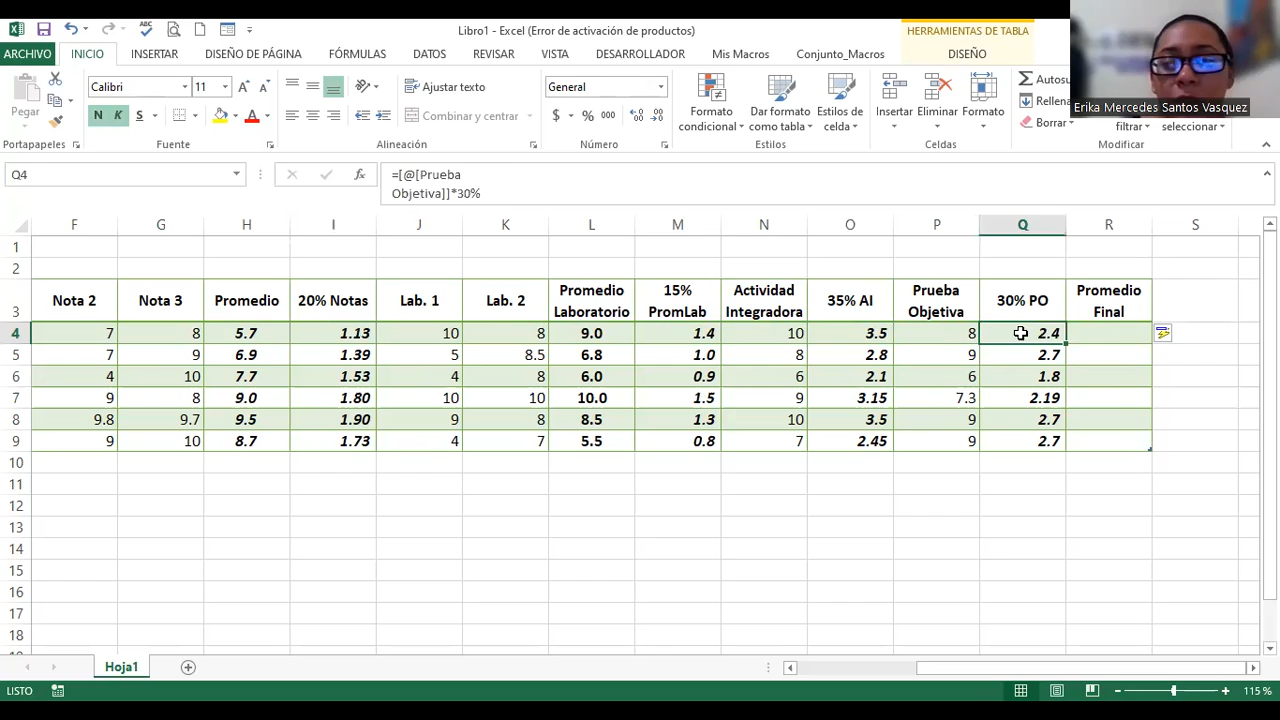 Libro1 - Excel (Error de activación de productos)
HERRAMIENTAS DE TABLA
ARCHIVO INICIO INSERTAR DISEÑO DE PÁGINA FÓRMULAS DATOS REVISAR VISTA DESARROLLADOR Mis Macros Conjunto_Macros DISEÑO
Erika Mercedes Santos Vasquez
Pegar
Calibri 11
N K S
Ajustar texto
Combinar y centrar
General
$ % 000
Formato condicional
Dar formato como tabla
Estilos de celda
Insertar
Eliminar
Formato
Autosu
Rellena
Borrar
filtrar
seleccionar
Portapapeles Fuente Alineación Número Estilos Celdas Modificar
Q4
=[@[Prueba
Objetiva]]*30%
F G H I J K L M N O P Q R S
1
2
3 Nota 2 Nota 3 Promedio 20% Notas Lab. 1 Lab. 2 Promedio Laboratorio 15% PromLab Actividad Integradora 35% AI Prueba Objetiva 30% PO Promedio Final
4 7 8 5.7 1.13 10 8 9.0 1.4 10 3.5 8 2.4
5 7 9 6.9 1.39 5 8.5 6.8 1.0 8 2.8 9 2.7
6 4 10 7.7 1.53 4 8 6.0 0.9 6 2.1 6 1.8
7 9 8 9.0 1.80 10 10 10.0 1.5 9 3.15 7.3 2.19
8 9.8 9.7 9.5 1.90 9 8 8.5 1.3 10 3.5 9 2.7
9 9 10 8.7 1.73 4 7 5.5 0.8 7 2.45 9 2.7
10
11
12
13
14
15
16
17
18
Hoja1
LISTO
115 %